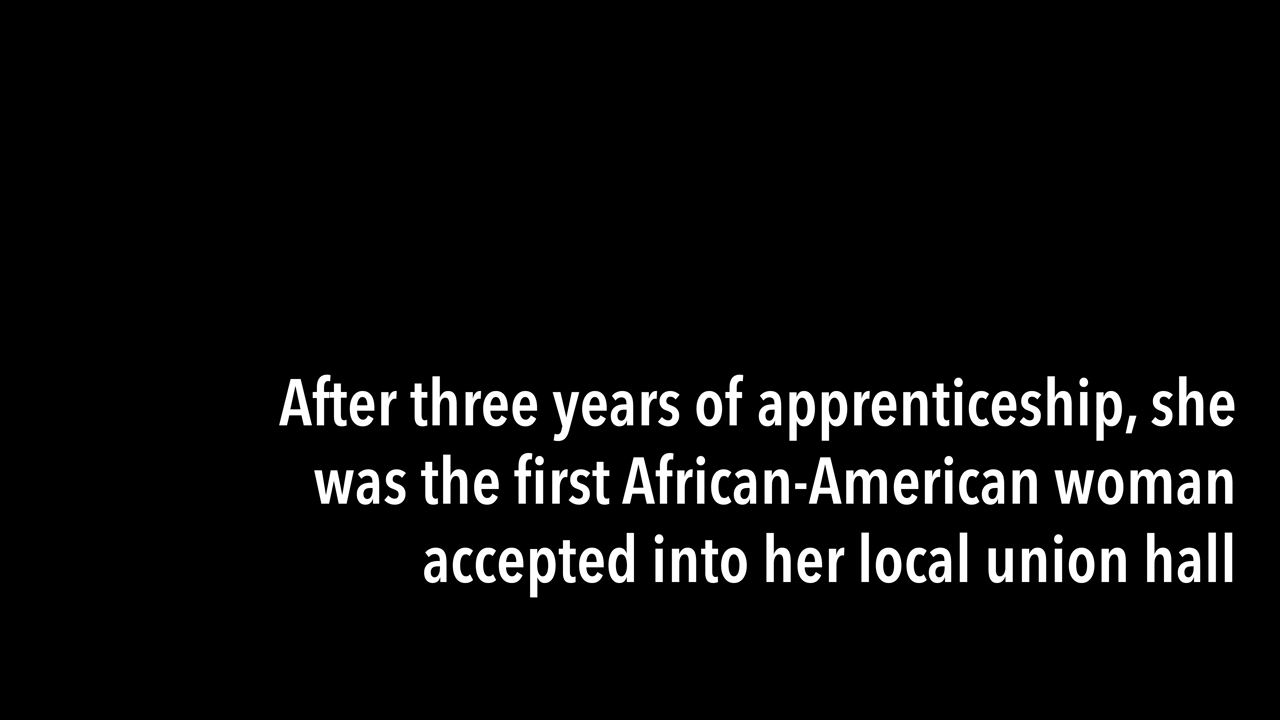 After three years of apprenticeship, she
was the first African-American woman
accepted into her local union hall